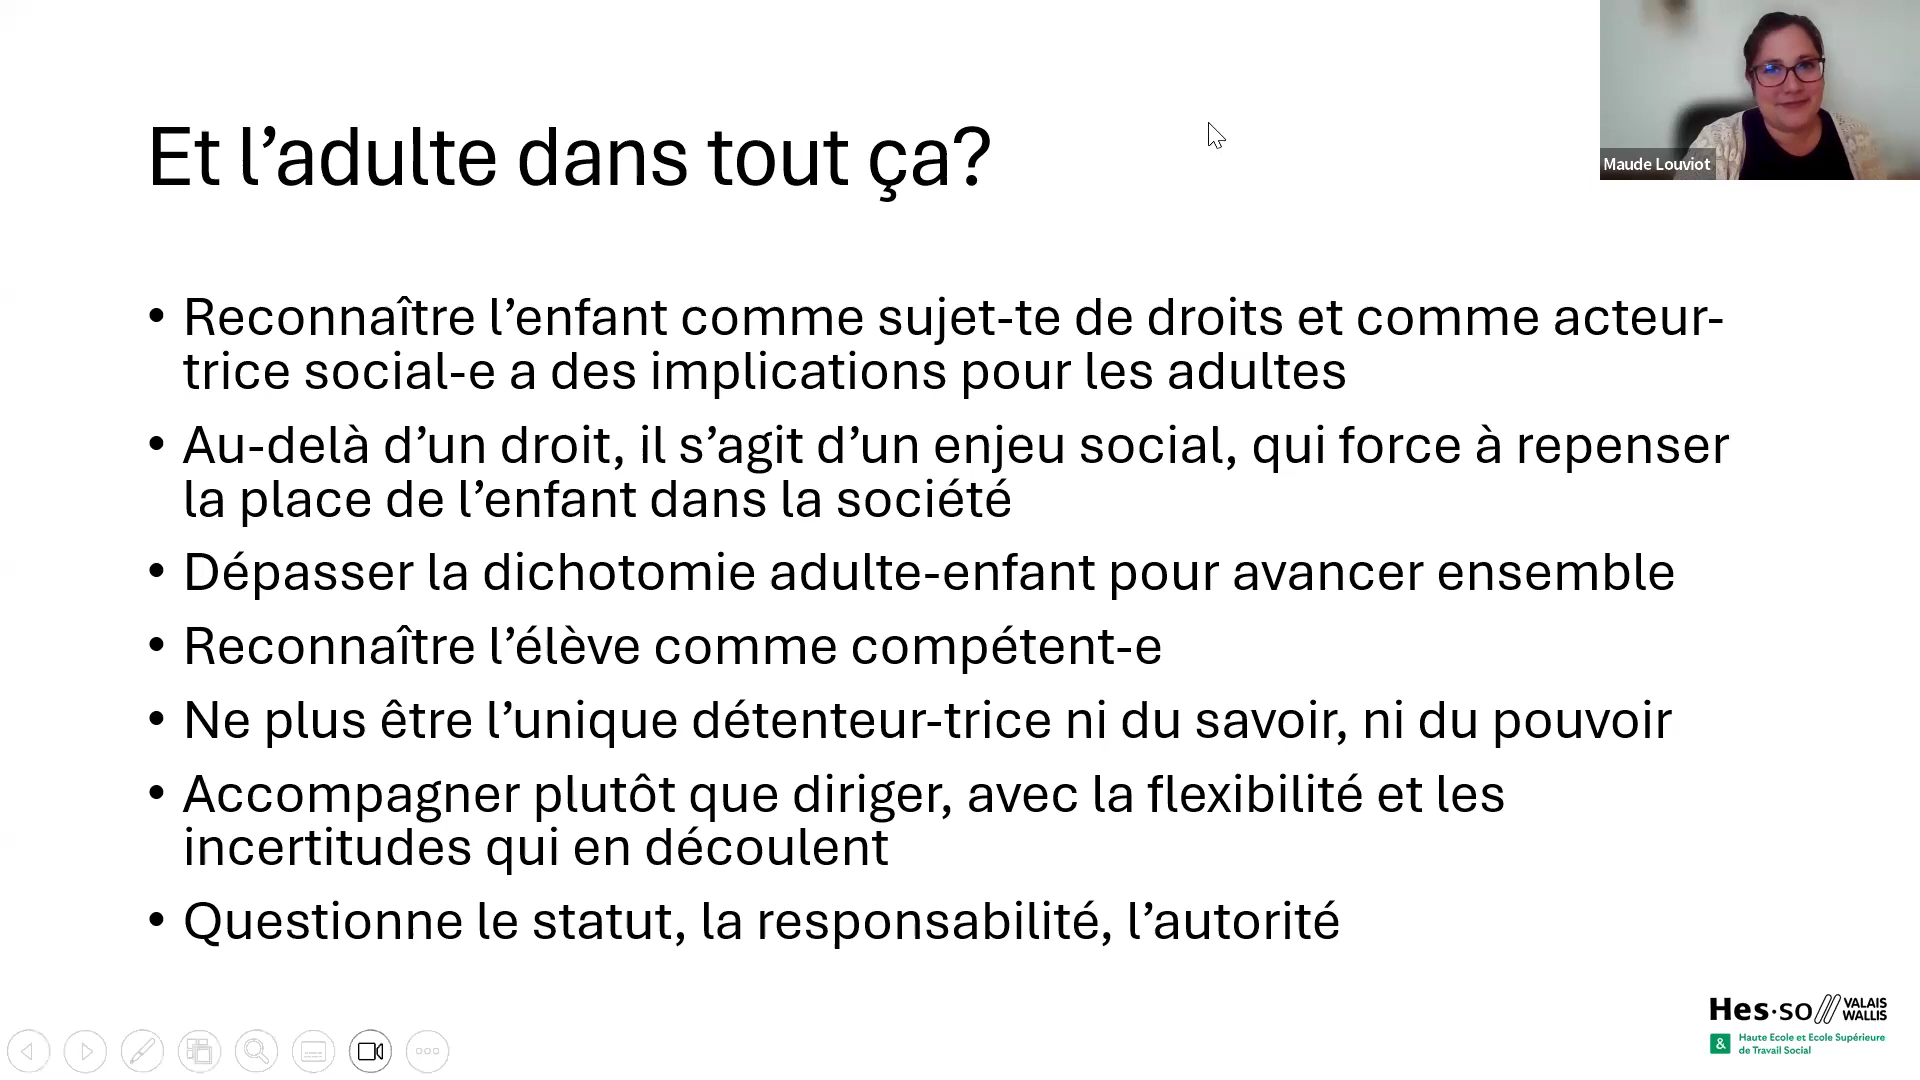 Et l’adulte dans tout ça?
Maude Louviot
• Reconnaître l’enfant comme sujet-te de droits et comme acteur-
trice social-e a des implications pour les adultes
• Au-delà d’un droit, il s’agit d’un enjeu social, qui force à repenser
la place de l’enfant dans la société
• Dépasser la dichotomie adulte-enfant pour avancer ensemble
• Reconnaître l’élève comme compétent-e
• Ne plus être l’unique détenteur-trice ni du savoir, ni du pouvoir
• Accompagner plutôt que diriger, avec la flexibilité et les
incertitudes qui en découlent
• Questionne le statut, la responsabilité, l’autorité
Hes·so VALAIS
WALLIS
& Haute Ecole et Ecole Supérieure
de Travail Social